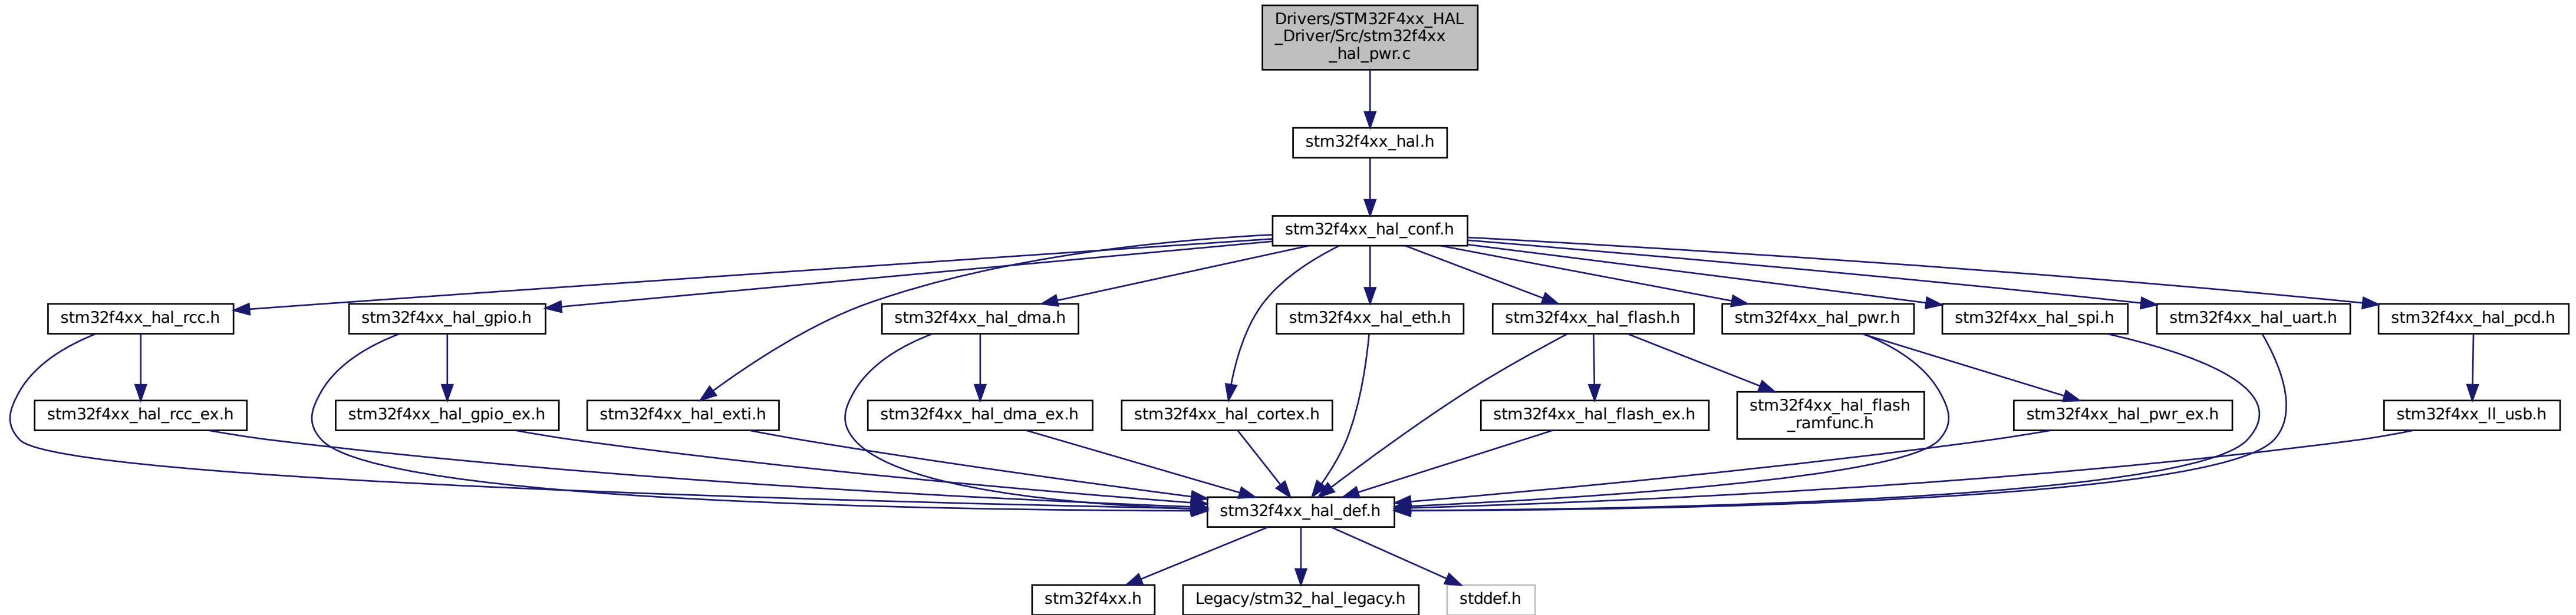 Drivers/STM32F4xx_HAL
_Driver/Src/stm32f4xx
_hal_pwr.c
stm32f4xx_hal.h
stm32f4xx_hal_conf.h
stm32f4xx_hal_rcc.h
stm32f4xx_hal_gpio.h
stm32f4xx_hal_dma.h
stm32f4xx_hal_eth.h
stm32f4xx_hal_flash.h
stm32f4xx_hal_pwr.h
stm32f4xx_hal_spi.h
stm32f4xx_hal_uart.h
stm32f4xx_hal_pcd.h
stm32f4xx_hal_rcc_ex.h
stm32f4xx_hal_gpio_ex.h
stm32f4xx_hal_exti.h
stm32f4xx_hal_dma_ex.h
stm32f4xx_hal_cortex.h
stm32f4xx_hal_flash_ex.h
stm32f4xx_hal_flash
_ramfunc.h
stm32f4xx_hal_pwr_ex.h
stm32f4xx_ll_usb.h
stm32f4xx_hal_def.h
stm32f4xx.h
Legacy/stm32_hal_legacy.h
stddef.h